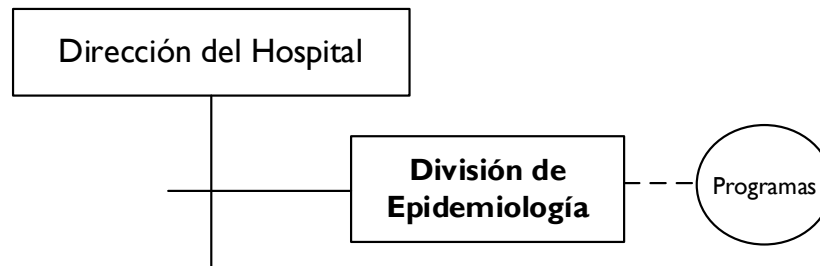 Dirección del Hospital
División de
Epidemiología
Programas